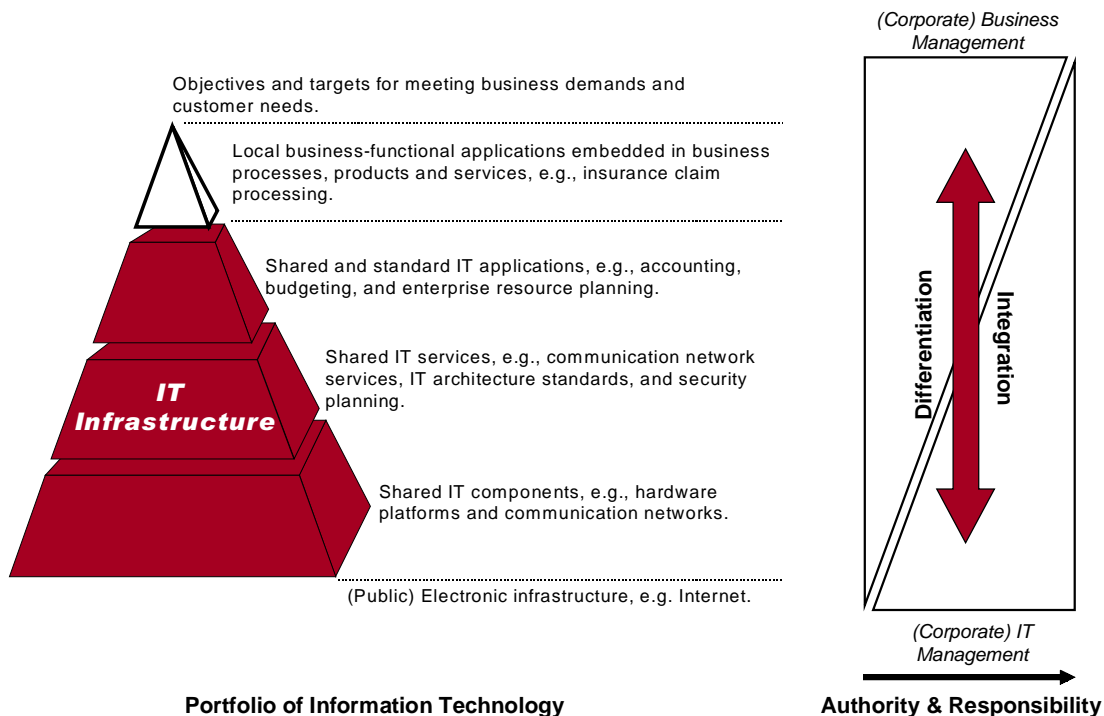 (Corporate) Business
Management
Objectives and targets for meeting business demands and
customer needs.
Local business-functional applications embedded in business
processes, products and services, e.g., insurance claim
processing.
Shared and standard IT applications, e.g., accounting,
budgeting, and enterprise resource planning.
Shared IT services, e.g., communication network
services, IT architecture standards, and security
planning.
IT
Infrastructure
Shared IT components, e.g., hardware
platforms and communication networks.
(Public) Electronic infrastructure, e.g. Internet.
Differentiation
Integration
(Corporate) IT
Management
Portfolio of Information Technology
Authority & Responsibility